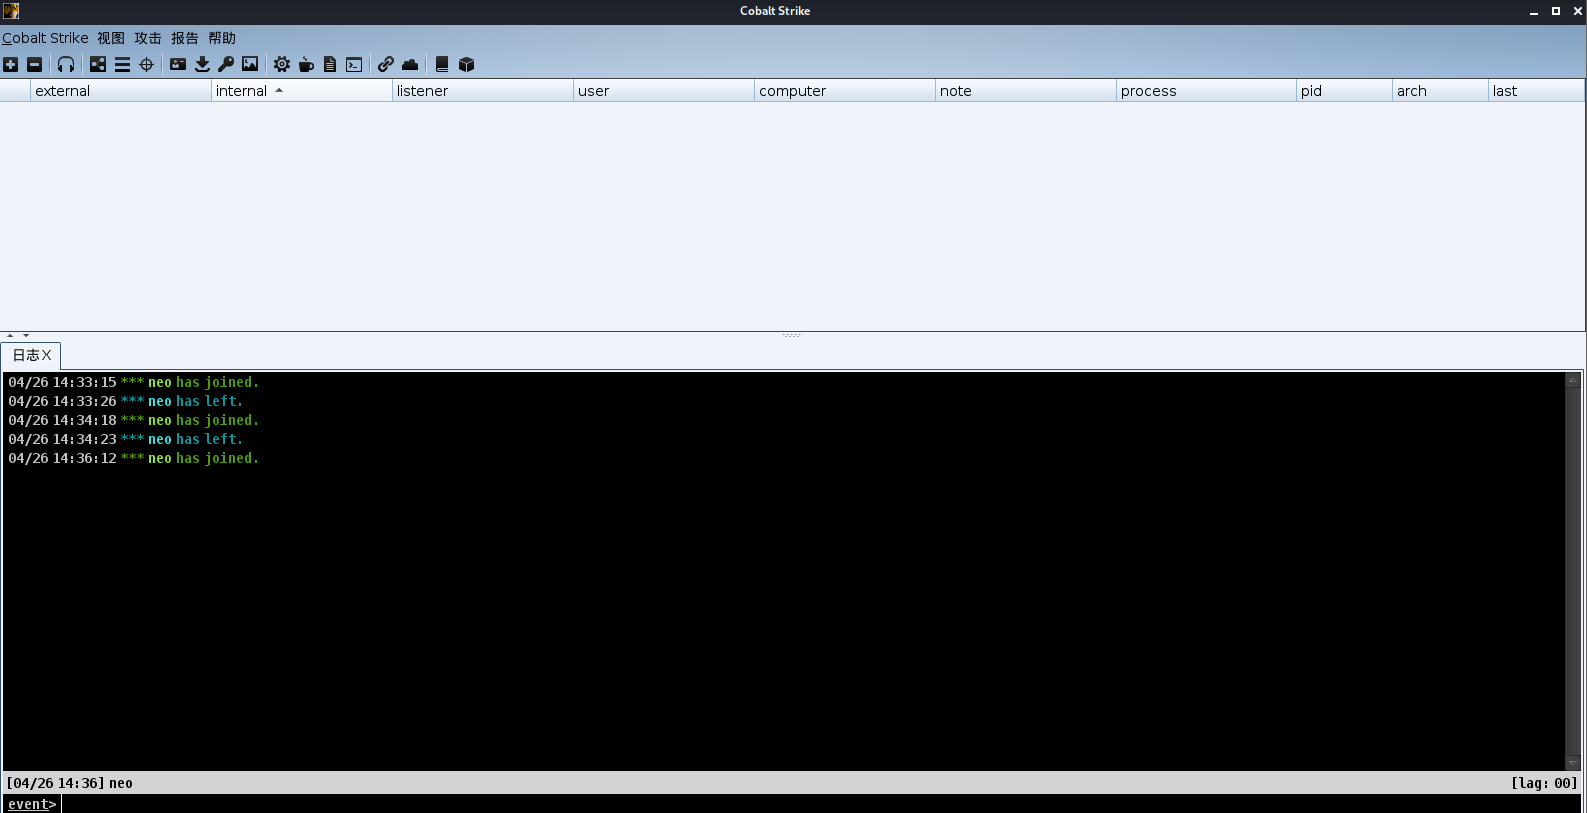 Cobalt Strike
Cobalt Strike 视图 攻击 报告 帮助
external internal listener user computer note process pid arch last
日志 X
04/26 14:33:15 *** neo has joined.
04/26 14:33:26 *** neo has left.
04/26 14:34:18 *** neo has joined.
04/26 14:34:23 *** neo has left.
04/26 14:36:12 *** neo has joined.
[04/26 14:36] neo [lag: 00]
event>